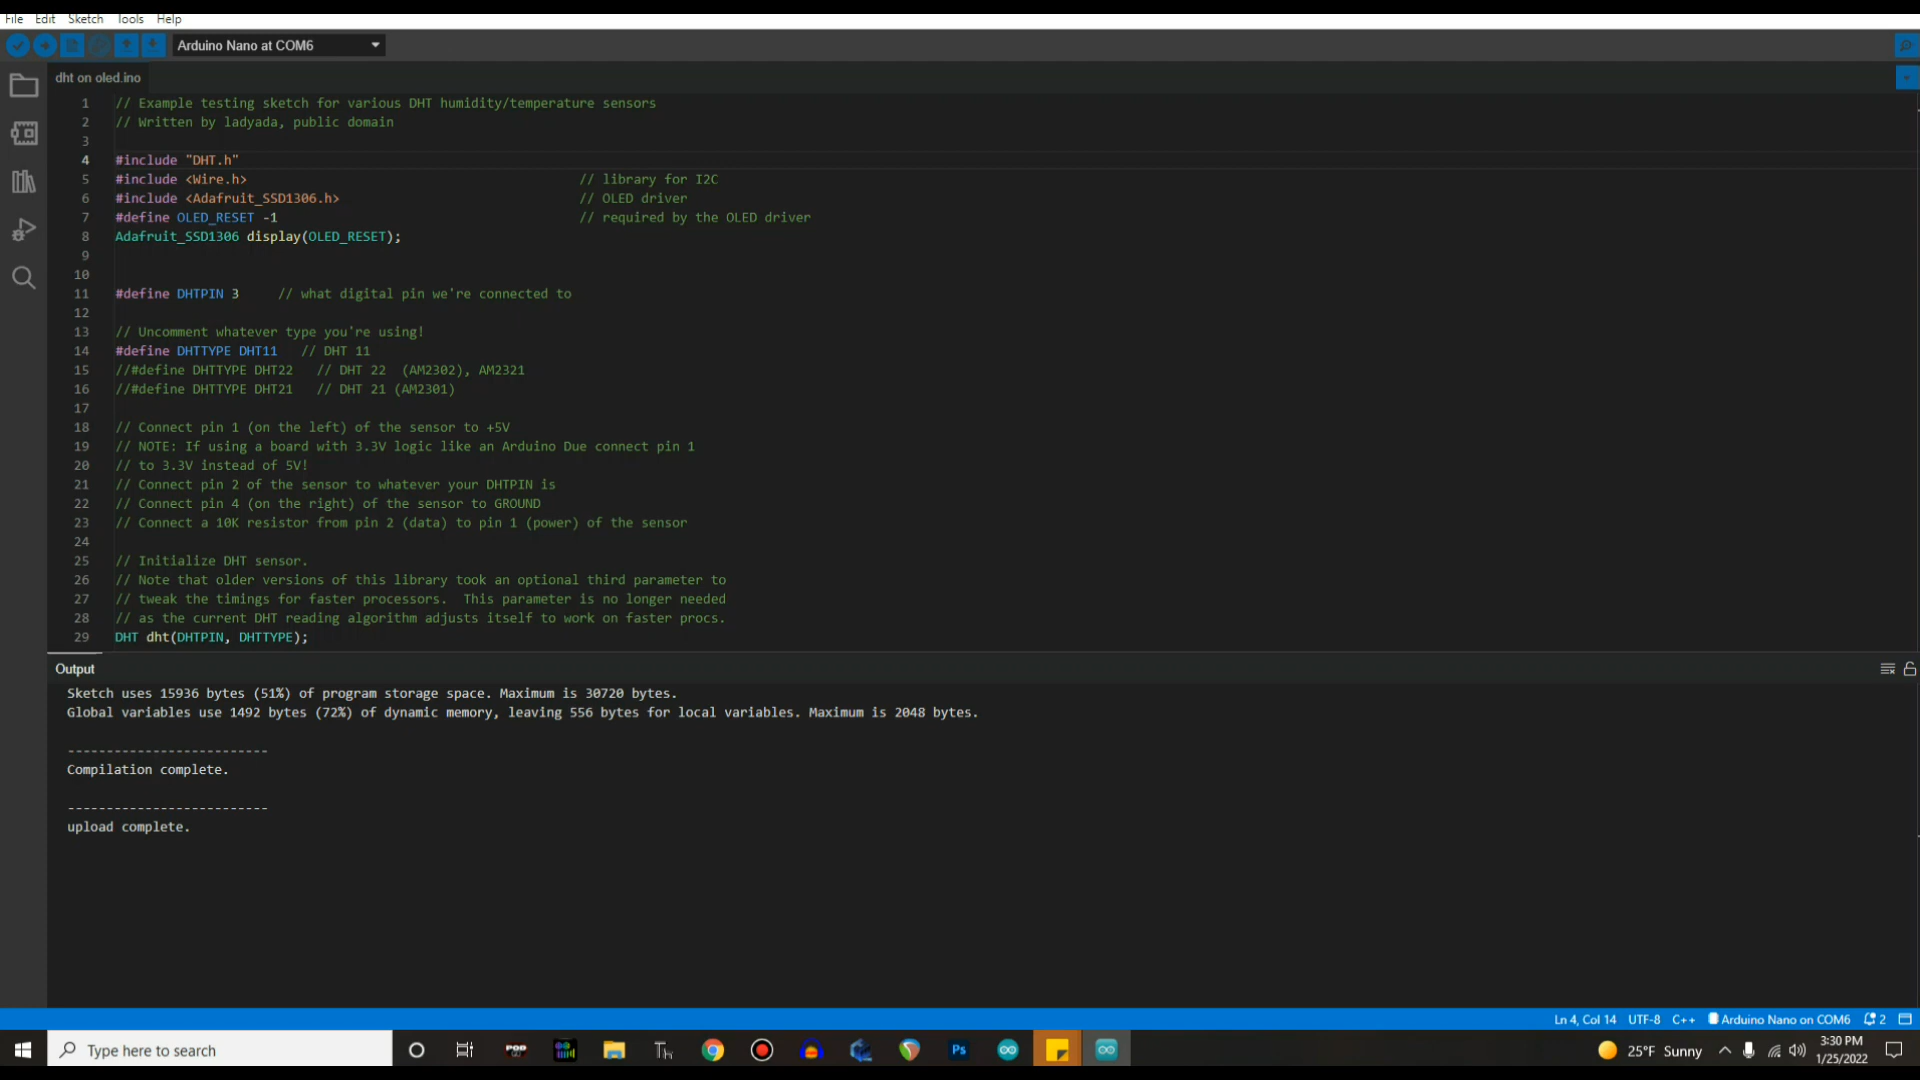 File Edit Sketch Tools Help
Arduino Nano at COM6
dht on oled.ino
1 // Example testing sketch for various DHT humidity/temperature sensors
2 // Written by ladyada, public domain
3
4 #include "DHT.h"
5 #include <Wire.h> // library for I2C
6 #include <Adafruit_SSD1306.h> // OLED driver
7 #define OLED_RESET -1 // required by the OLED driver
8 Adafruit_SSD1306 display(OLED_RESET);
9
10
11 #define DHTPIN 3 // what digital pin we're connected to
12
13 // Uncomment whatever type you're using!
14 #define DHTTYPE DHT11 // DHT 11
15 //#define DHTTYPE DHT22 // DHT 22 (AM2302), AM2321
16 //#define DHTTYPE DHT21 // DHT 21 (AM2301)
17
18 // Connect pin 1 (on the left) of the sensor to +5V
19 // NOTE: If using a board with 3.3V logic like an Arduino Due connect pin 1
20 // to 3.3V instead of 5V!
21 // Connect pin 2 of the sensor to whatever your DHTPIN is
22 // Connect pin 4 (on the right) of the sensor to GROUND
23 // Connect a 10K resistor from pin 2 (data) to pin 1 (power) of the sensor
24
25 // Initialize DHT sensor.
26 // Note that older versions of this library took an optional third parameter to
27 // tweak the timings for faster processors. This parameter is no longer needed
28 // as the current DHT reading algorithm adjusts itself to work on faster procs.
29 DHT dht(DHTPIN, DHTTYPE);
Output
Sketch uses 15936 bytes (51%) of program storage space. Maximum is 30720 bytes.
Global variables use 1492 bytes (72%) of dynamic memory, leaving 556 bytes for local variables. Maximum is 2048 bytes.
--------------------------
Compilation complete.
--------------------------
upload complete.
Ln 4, Col 14 UTF-8 C++ Arduino Nano on COM6 2
Type here to search
POD
Th
Ps
25°F Sunny
3:30 PM
1/25/2022